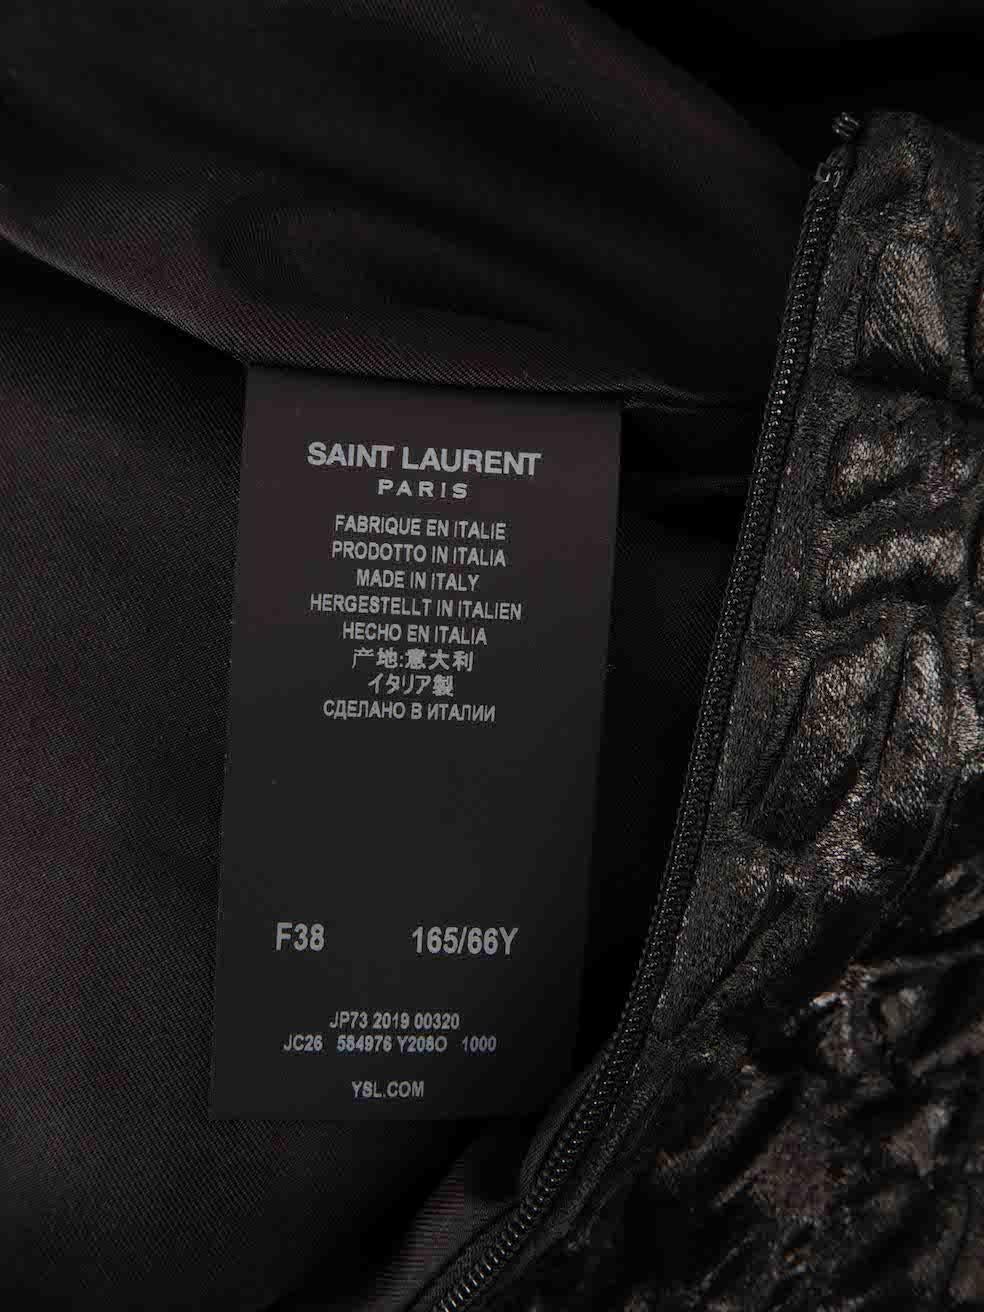 SAINT LAURENT
PARIS
FABRIQUE EN ITALIE
PRODOTTO IN ITALIA
MADE IN ITALY
HERGESTELLT IN ITALIEN
HECHO EN ITALIA
产地:意大利
イタリア製
СДЕЛАНО В ИТАЛИИ
F38 165/66Y
JP73 2019 00320
JC26 584976 Y208O 1000
YSL.COM